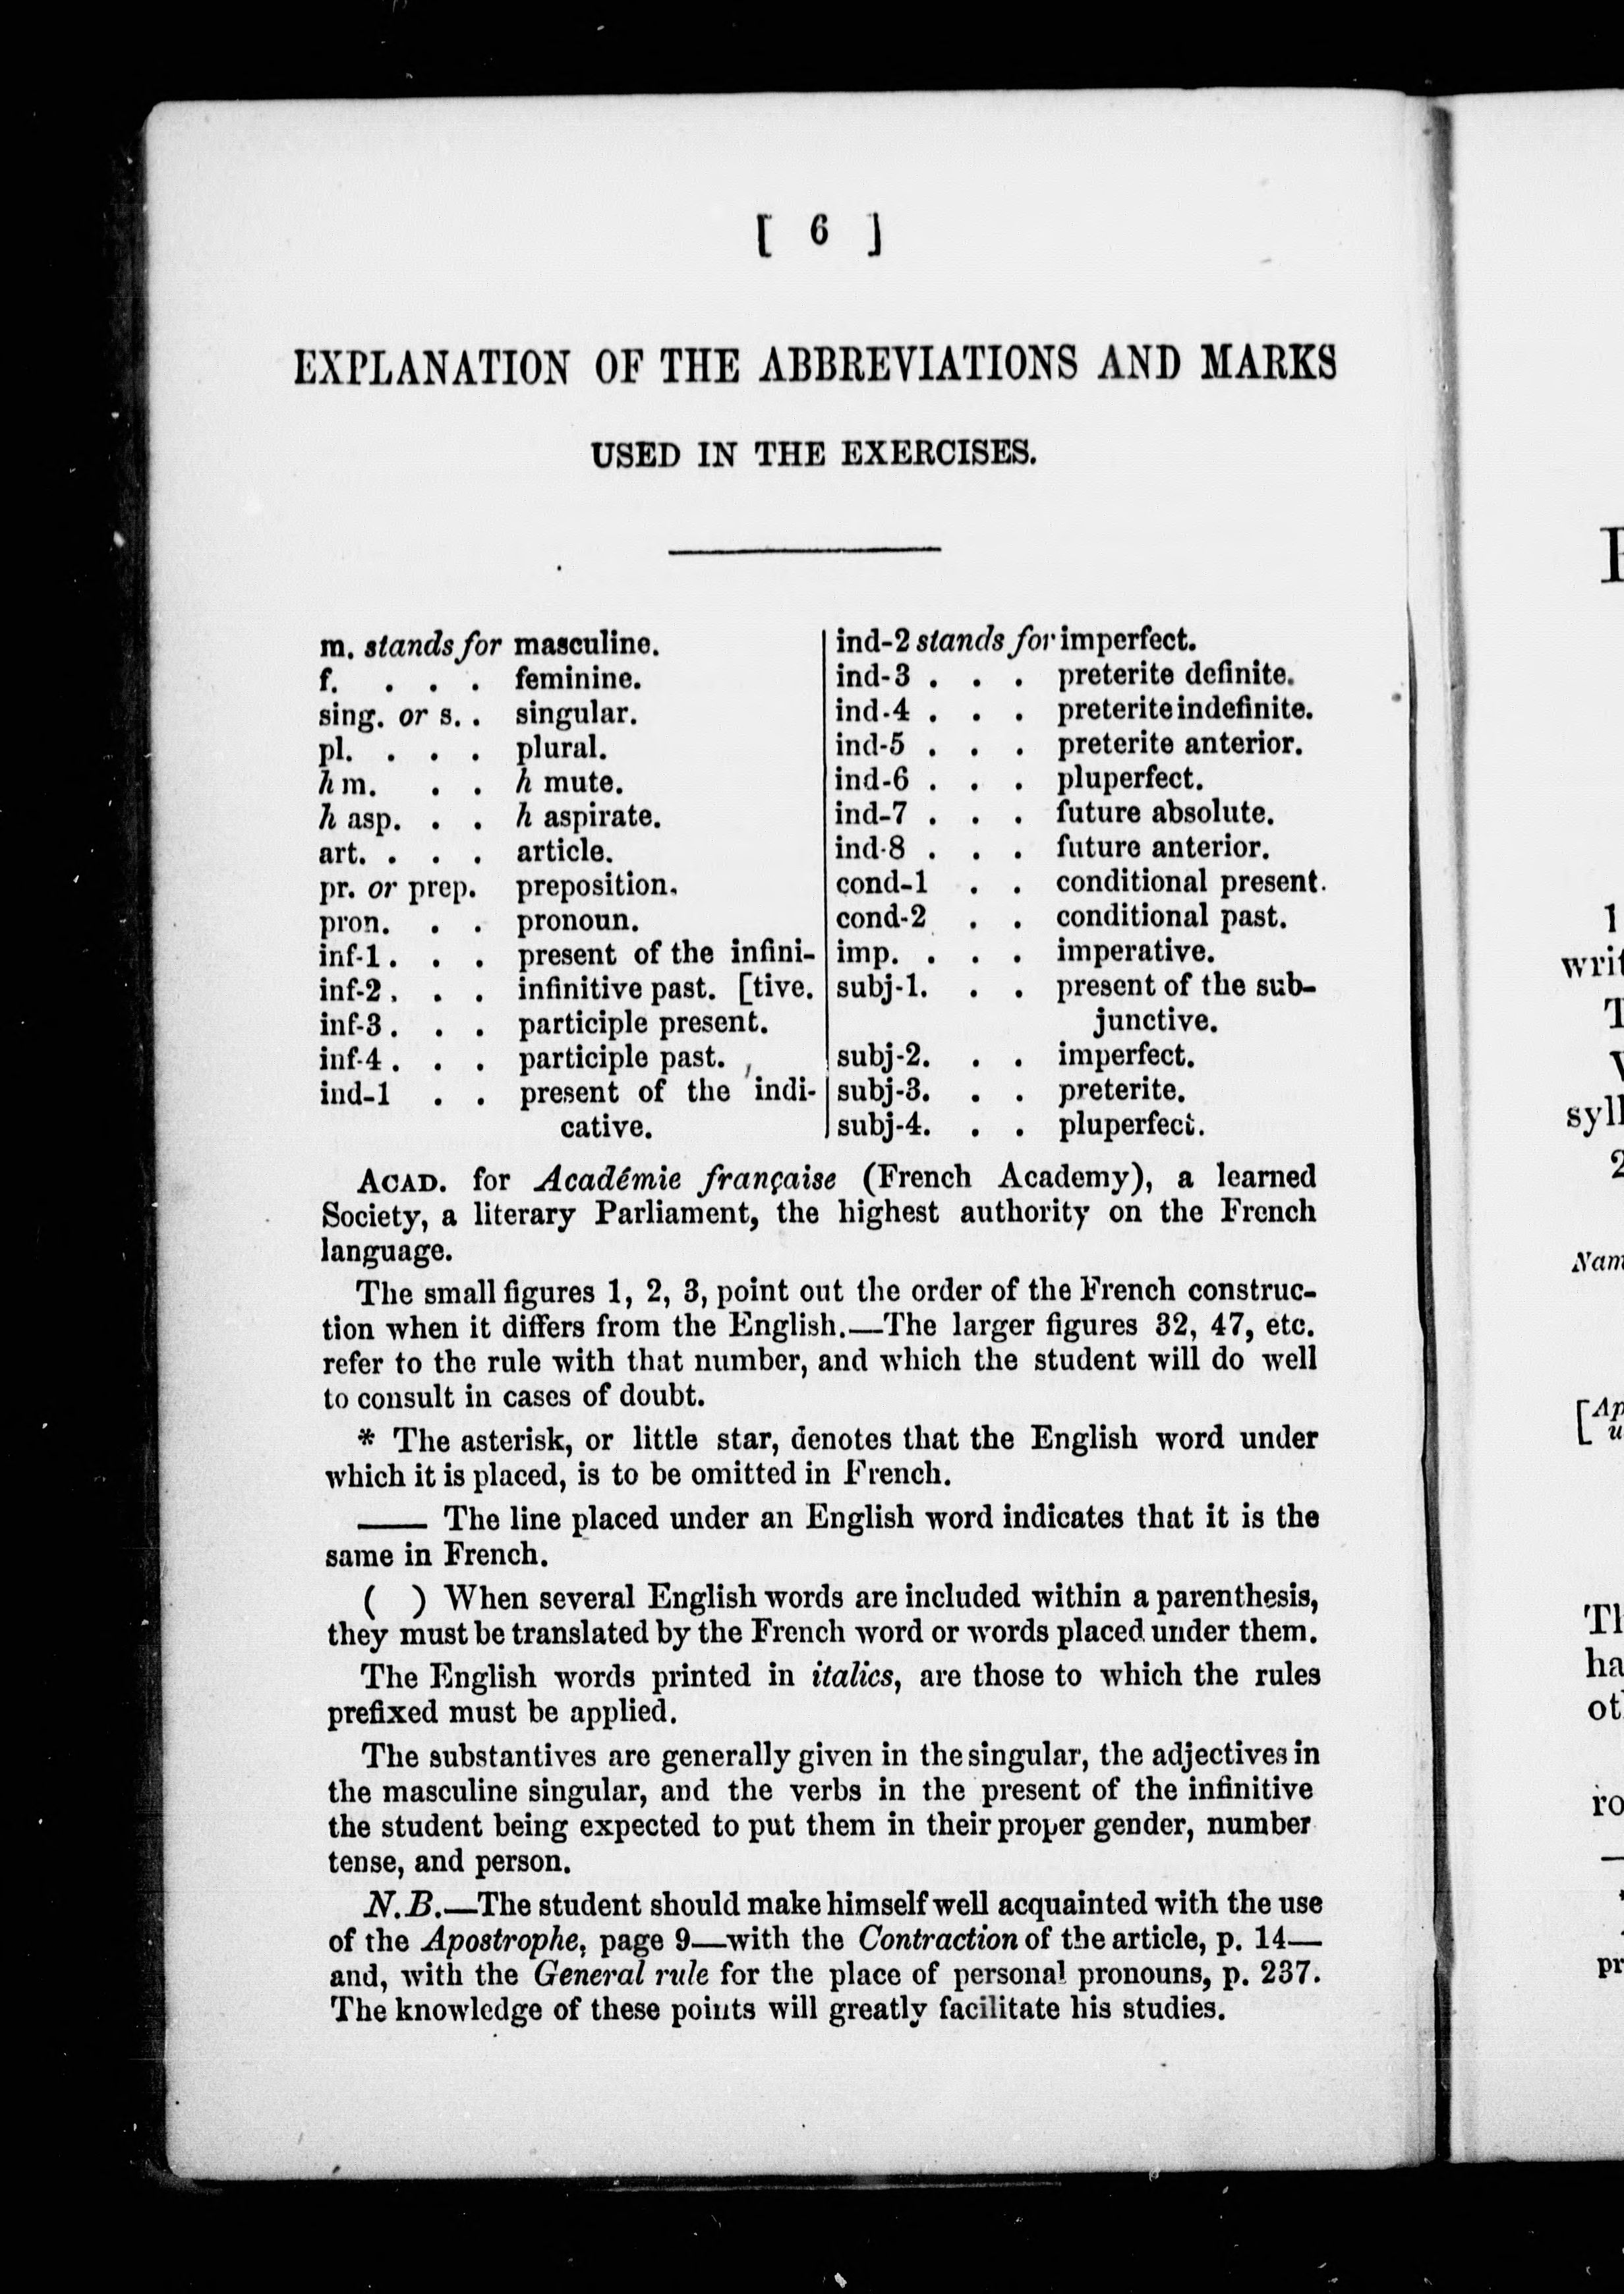 [ 6 ]
EXPLANATION OF THE ABBREVIATIONS AND MARKS
USED IN THE EXERCISES.
m. stands for masculine.
f. . . . feminine.
sing. or s. . singular.
pl. . . . plural.
h m. . . h mute.
h asp. . . h aspirate.
art. . . . article.
pr. or prep. preposition.
pron. . . pronoun.
inf-1 . . . present of the infini-
inf-2 . . . infinitive past. [tive.
inf-3 . . . participle present.
inf-4 . . . participle past.
ind-1 . . present of the indi-
cative.
ind-2 stands for imperfect.
ind-3 . . . preterite definite.
ind-4 . . . preterite indefinite.
ind-5 . . . preterite anterior.
ind-6 . . . pluperfect.
ind-7 . . . future absolute.
ind-8 . . . future anterior.
cond-1 . . conditional present.
cond-2 . . conditional past.
imp. . . . imperative.
subj-1. . . present of the sub-
junctive.
subj-2. . . imperfect.
subj-3. . . preterite.
subj-4. . . pluperfect.
ACAD. for Académie française (French Academy), a learned
Society, a literary Parliament, the highest authority on the French
language.
The small figures 1, 2, 3, point out the order of the French construc-
tion when it differs from the English.—The larger figures 32, 47, etc.
refer to the rule with that number, and which the student will do well
to consult in cases of doubt.
* The asterisk, or little star, denotes that the English word under
which it is placed, is to be omitted in French.
—— The line placed under an English word indicates that it is the
same in French.
( ) When several English words are included within a parenthesis,
they must be translated by the French word or words placed under them.
The English words printed in italics, are those to which the rules
prefixed must be applied.
The substantives are generally given in the singular, the adjectives in
the masculine singular, and the verbs in the present of the infinitive
the student being expected to put them in their proper gender, number
tense, and person.
N.B.—The student should make himself well acquainted with the use
of the Apostrophe, page 9—with the Contraction of the article, p. 14—
and, with the General rule for the place of personal pronouns, p. 237.
The knowledge of these points will greatly facilitate his studies.